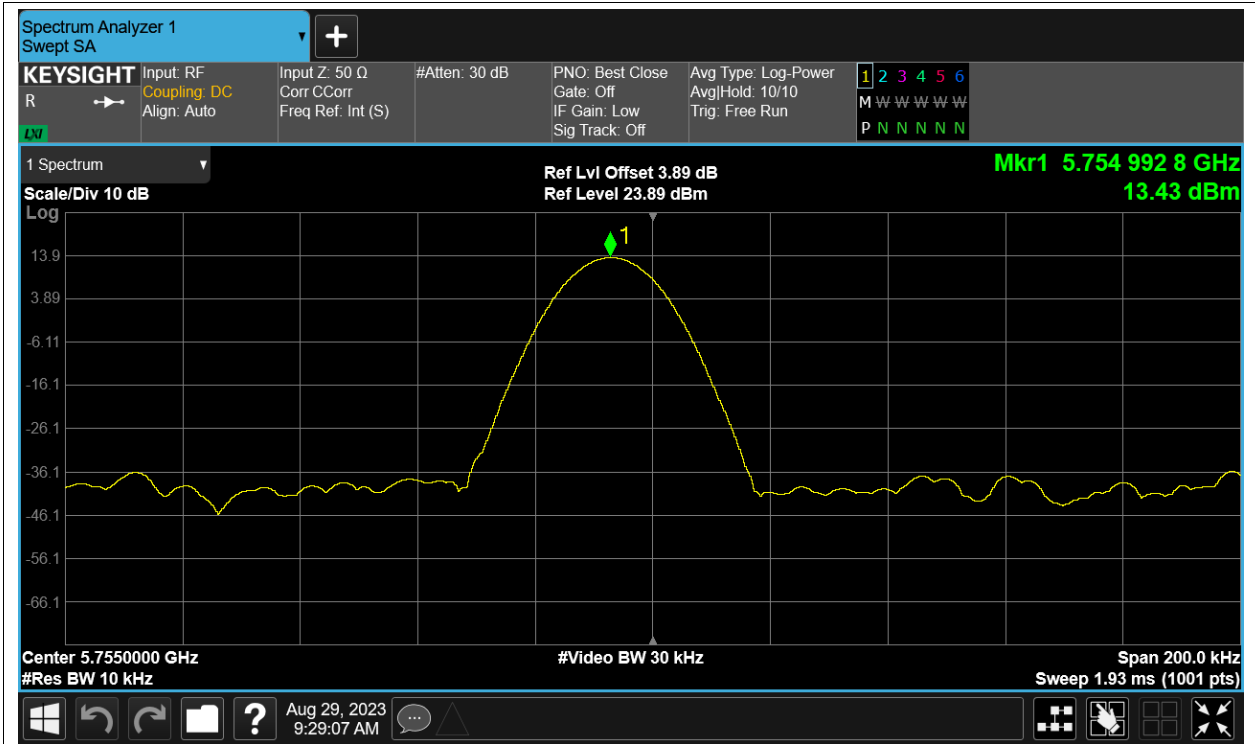 Spectrum Analyzer 1
Swept SA
KEYSIGHT
R
LXI
Input: RF
Coupling: DC
Align: Auto
Input Z: 50 Ω
Corr CCorr
Freq Ref: Int (S)
#Atten: 30 dB
PNO: Best Close
Gate: Off
IF Gain: Low
Sig Track: Off
Avg Type: Log-Power
Avg|Hold: 10/10
Trig: Free Run
1 2 3 4 5 6
M W W W W W
P N N N N N
1 Spectrum
Scale/Div 10 dB
Log
Ref Lvl Offset 3.89 dB
Ref Level 23.89 dBm
Mkr1 5.754 992 8 GHz
13.43 dBm
1
13.9
3.89
-6.11
-16.1
-26.1
-36.1
-46.1
-56.1
-66.1
Center 5.7550000 GHz
#Res BW 10 kHz
#Video BW 30 kHz
Span 200.0 kHz
Sweep 1.93 ms (1001 pts)
?
Aug 29, 2023
9:29:07 AM